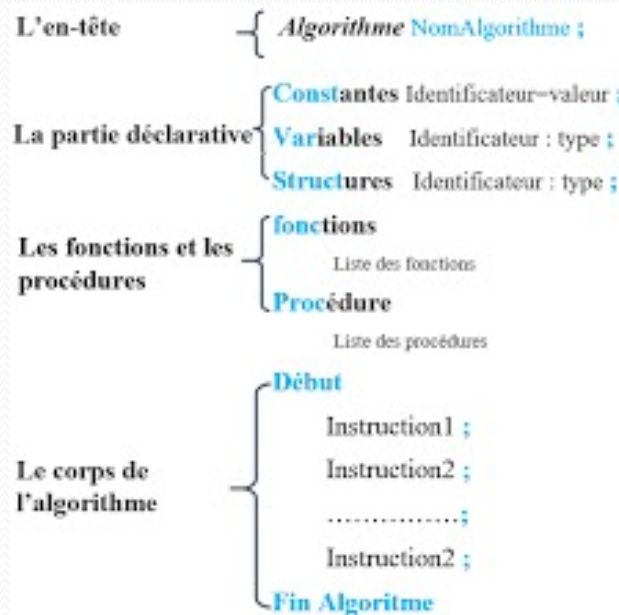 L'en-tête
Algorithme NomAlgorithme ;
La partie déclarative
Constantes Identificateur=valeur ;
Variables Identificateur : type ;
Structures Identificateur : type ;
Les fonctions et les
procédures
fonctions
Liste des fonctions
Procédure
Liste des procédures
Le corps de
l'algorithme
Début
Instruction1 ;
Instruction2 ;
................;
Instruction2 ;
Fin Algoritme